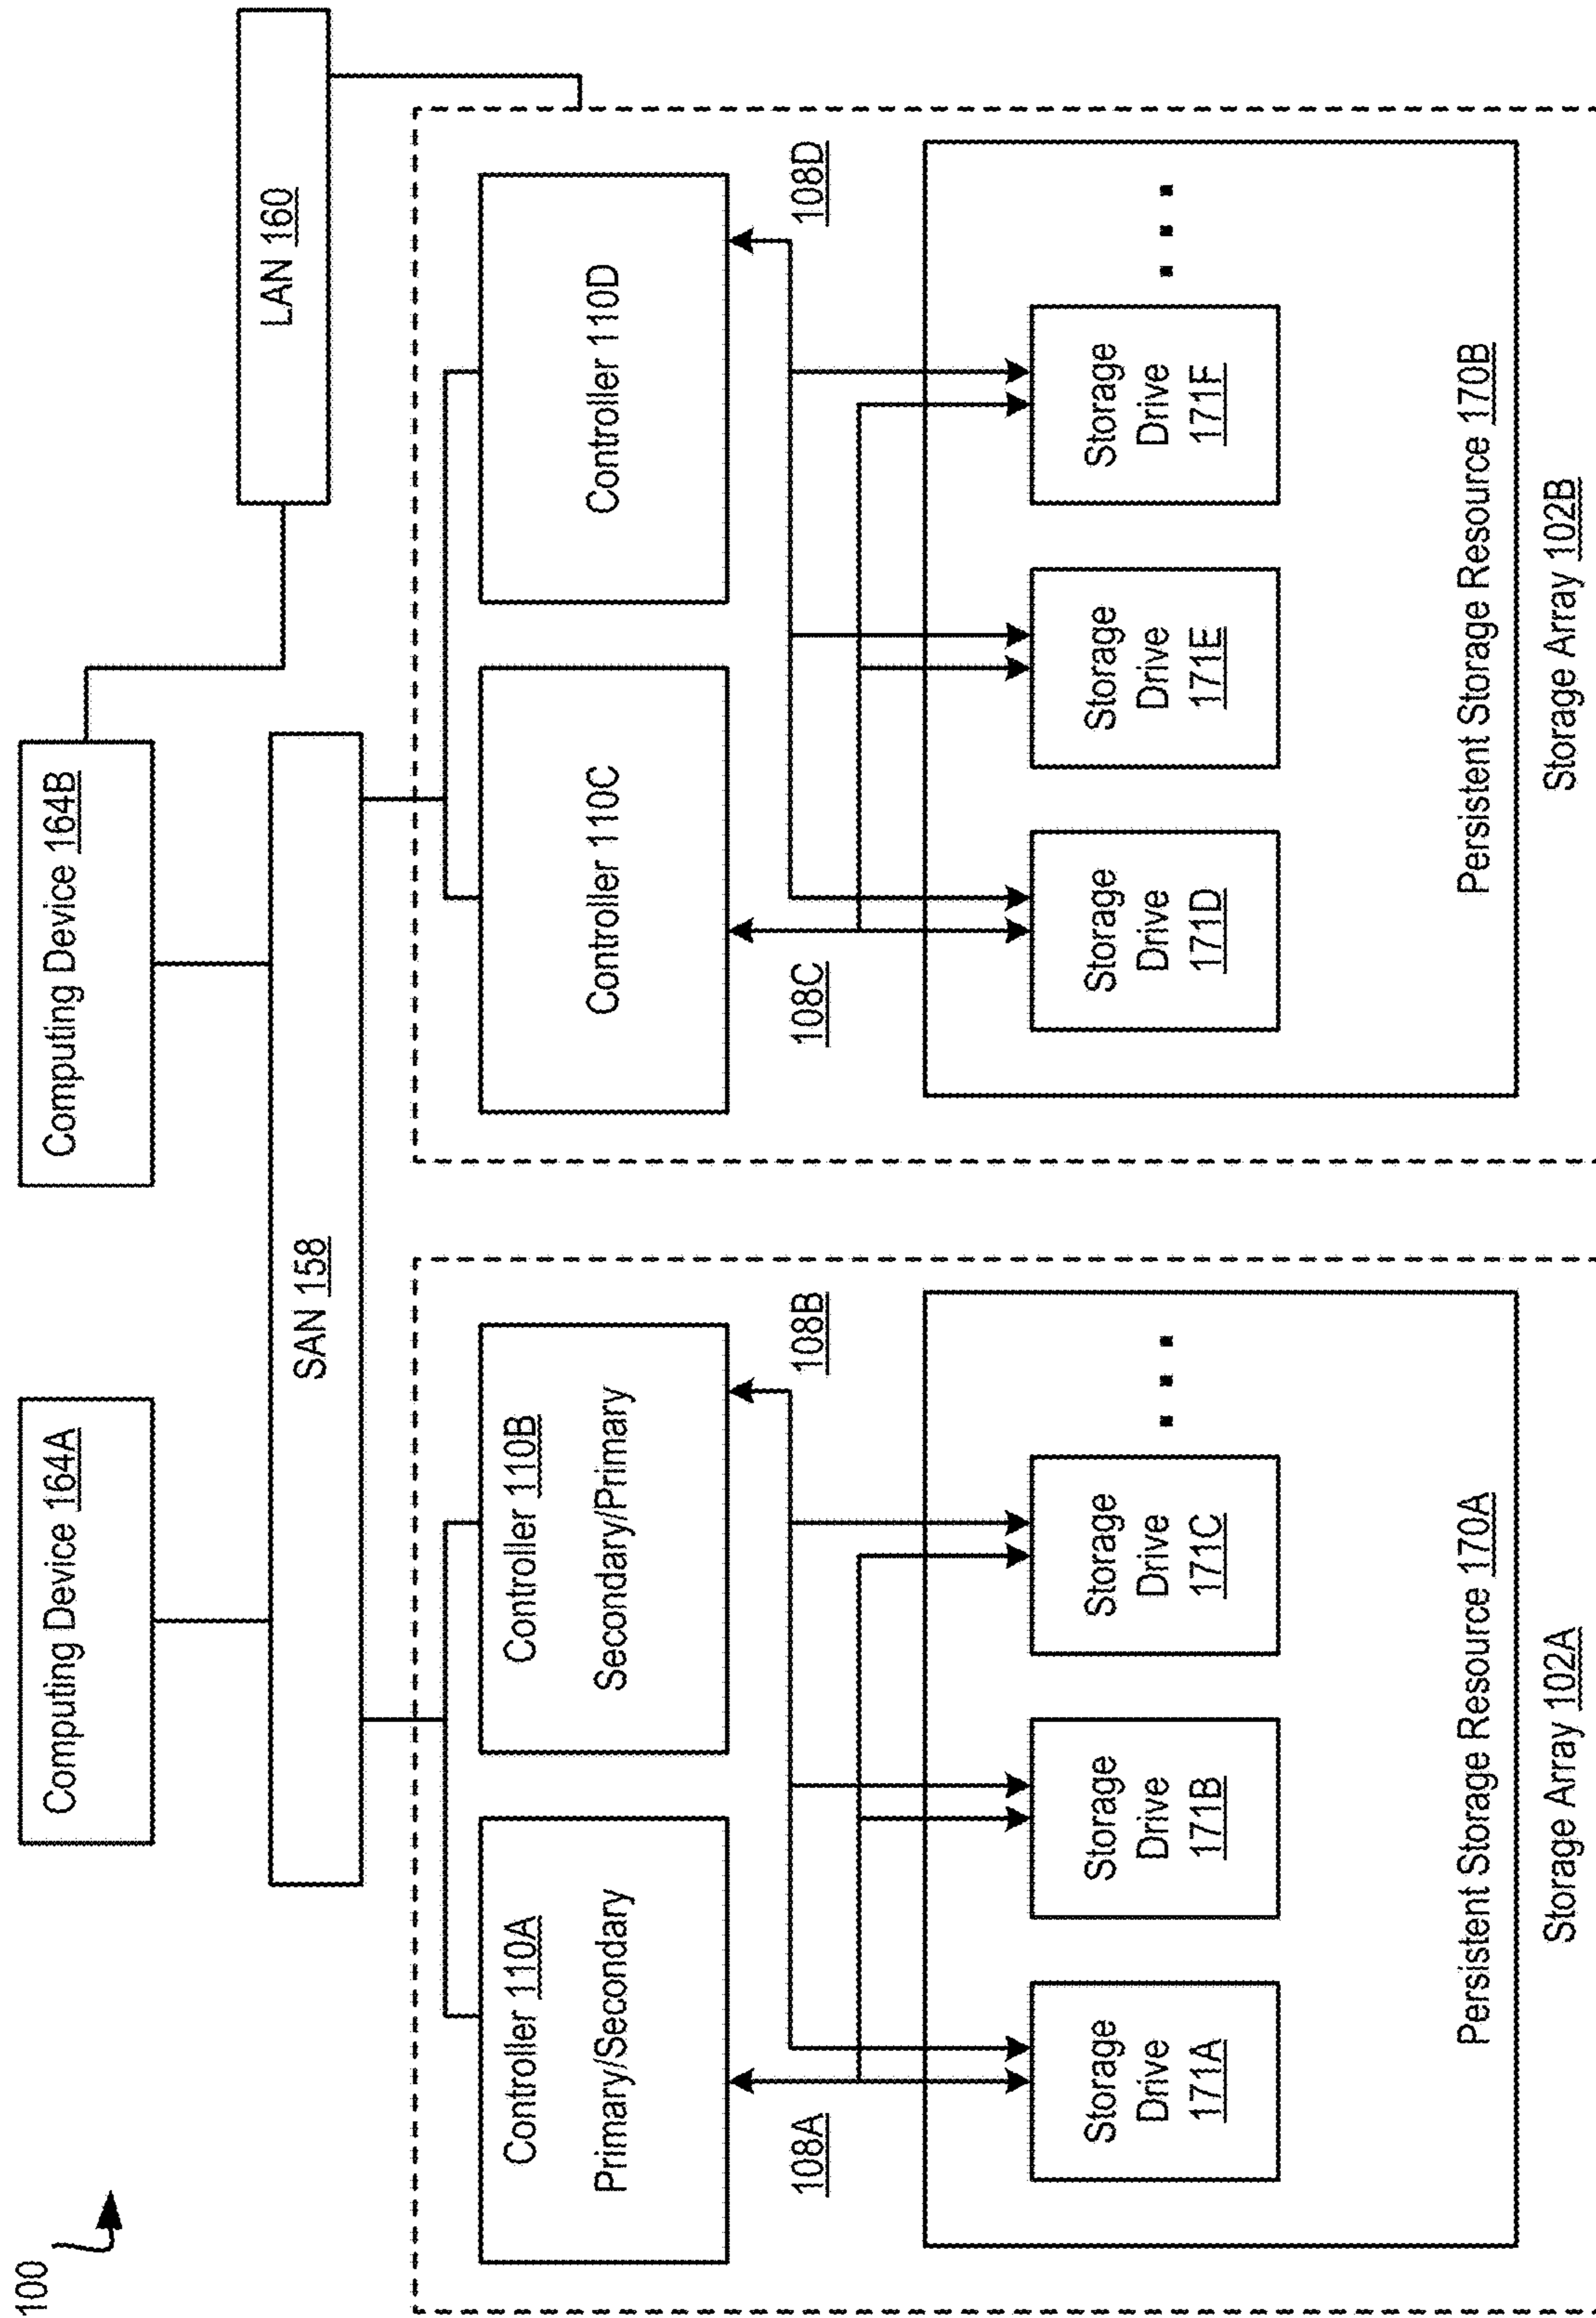 100
Computing Device 164A
Computing Device 164B
SAN 158
LAN 160
Controller 110A
Primary/Secondary
Controller 110B
Secondary/Primary
Controller 110C
Controller 110D
108A
108B
108C
108D
Storage
Drive
171A
Storage
Drive
171B
Storage
Drive
171C
Storage
Drive
171D
Storage
Drive
171E
Storage
Drive
171F
Persistent Storage Resource 170A
Persistent Storage Resource 170B
Storage Array 102A
Storage Array 102B